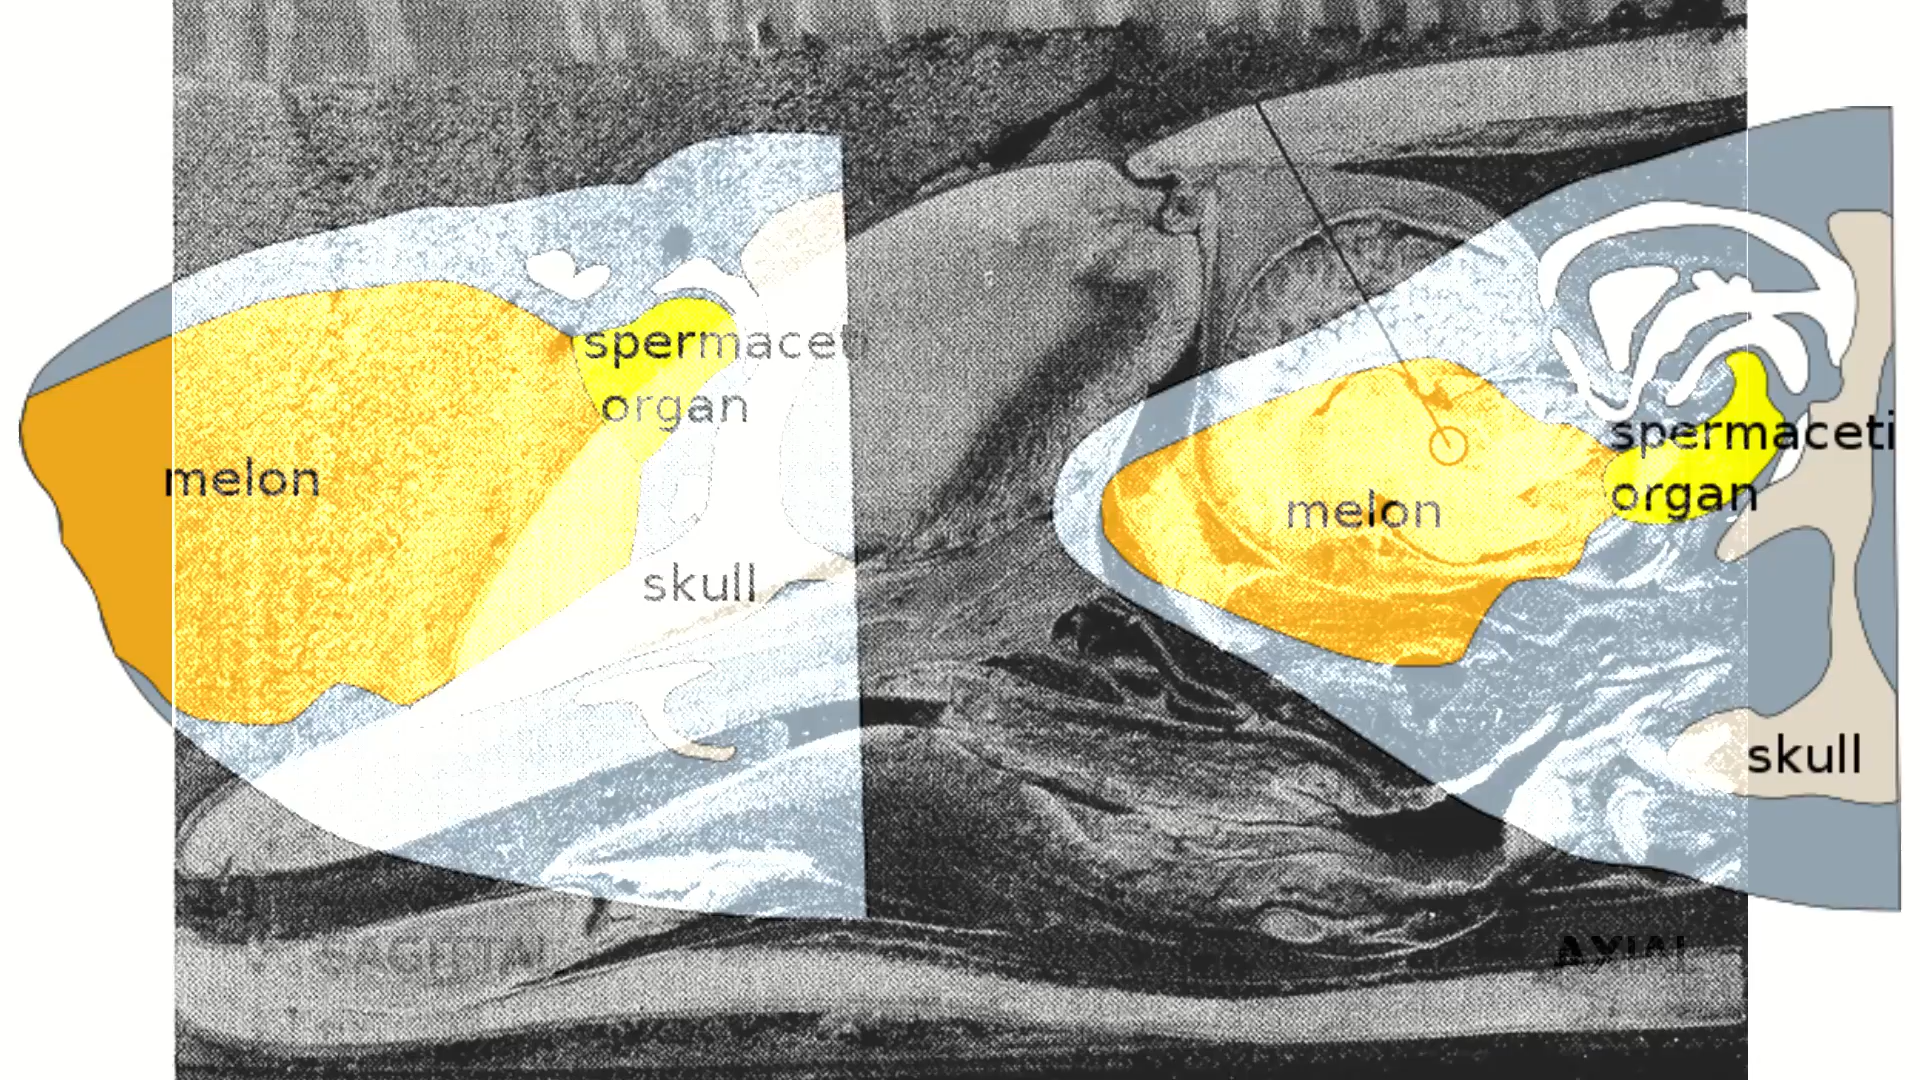 spermaceti
organ
melon
skull
SAGITTAL
spermaceti
organ
melon
skull
AXIAL